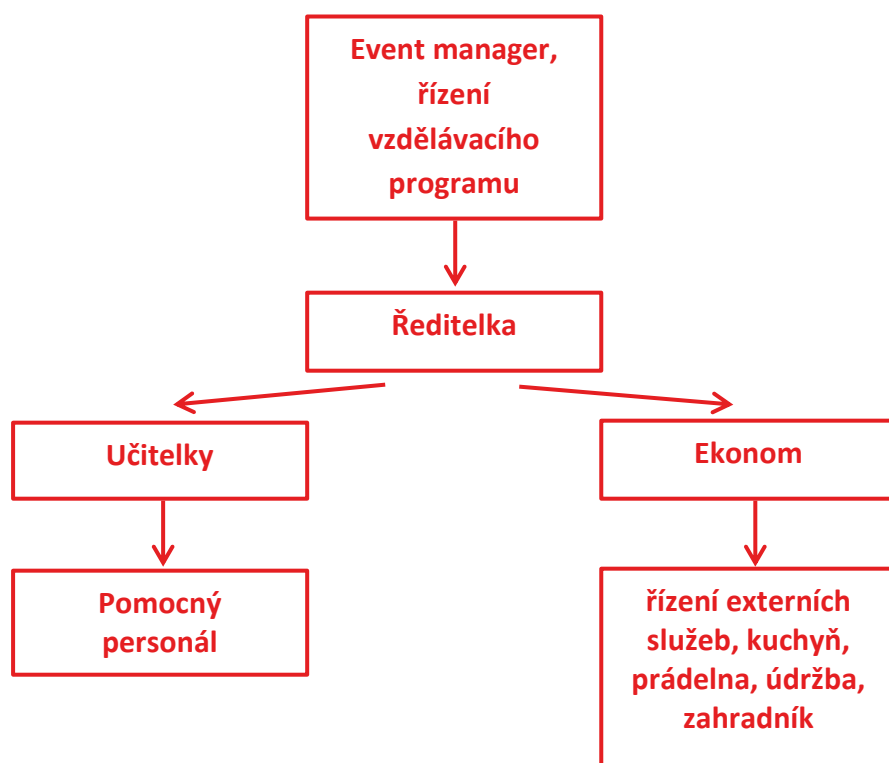 Event manager,
řízení
vzdělávacího
programu
Ředitelka
Učitelky
Ekonom
Pomocný
personál
řízení externích
služeb, kuchyň,
prádelna, údržba,
zahradník